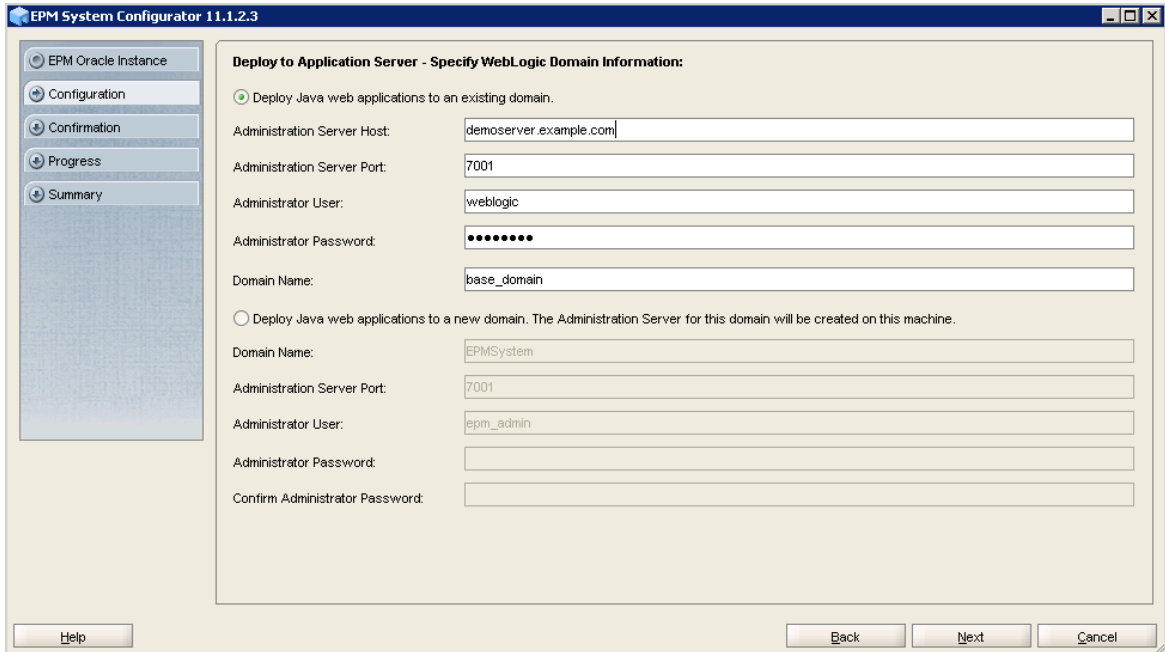 EPM System Configurator 11.1.2.3
EPM Oracle Instance
Configuration
Confirmation
Progress
Summary
Deploy to Application Server - Specify WebLogic Domain Information:
Deploy Java web applications to an existing domain.
Administration Server Host: demoserver.example.com
Administration Server Port: 7001
Administrator User: weblogic
Administrator Password: ●●●●●●●●
Domain Name: base_domain
Deploy Java web applications to a new domain. The Administration Server for this domain will be created on this machine.
Domain Name: EPMSystem
Administration Server Port: 7001
Administrator User: epm_admin
Administrator Password:
Confirm Administrator Password:
Help Back Next Cancel